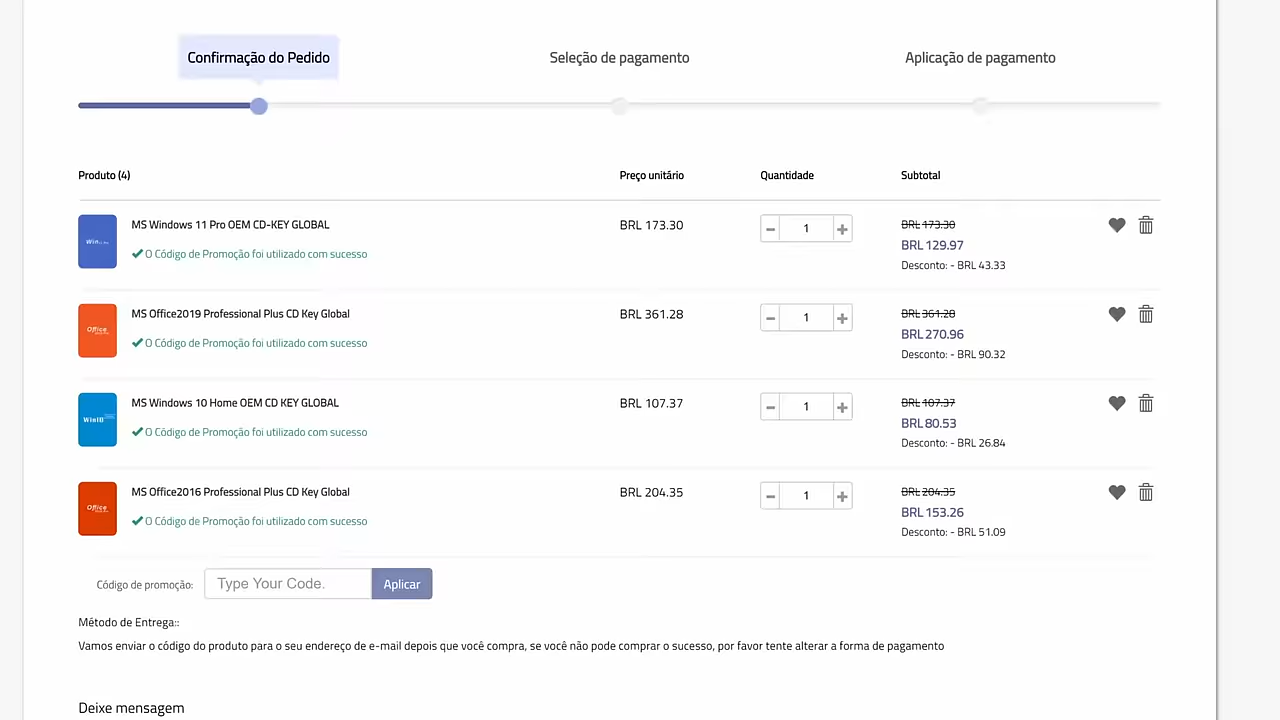 Confirmação do Pedido
Seleção de pagamento
Aplicação de pagamento
Produto (4)
Preço unitário
Quantidade
Subtotal
MS Windows 11 Pro OEM CD-KEY GLOBAL
BRL 173.30
1
BRL 173.30
BRL 129.97
O Código de Promoção foi utilizado com sucesso
Desconto: - BRL 43.33
MS Office2019 Professional Plus CD Key Global
BRL 361.28
1
BRL 361.28
BRL 270.96
O Código de Promoção foi utilizado com sucesso
Desconto: - BRL 90.32
Office
MS Windows 10 Home OEM CD KEY GLOBAL
BRL 107.37
1
BRL 107.37
BRL 80.53
O Código de Promoção foi utilizado com sucesso
Desconto: - BRL 26.84
Win10
MS Office2016 Professional Plus CD Key Global
BRL 204.35
1
BRL 204.35
BRL 153.26
O Código de Promoção foi utilizado com sucesso
Desconto: - BRL 51.09
Office
Código de promoção:
Type Your Code.
Aplicar
Método de Entrega::
Vamos enviar o código do produto para o seu endereço de e-mail depois que você compra, se você não pode comprar o sucesso, por favor tente alterar a forma de pagamento
Deixe mensagem